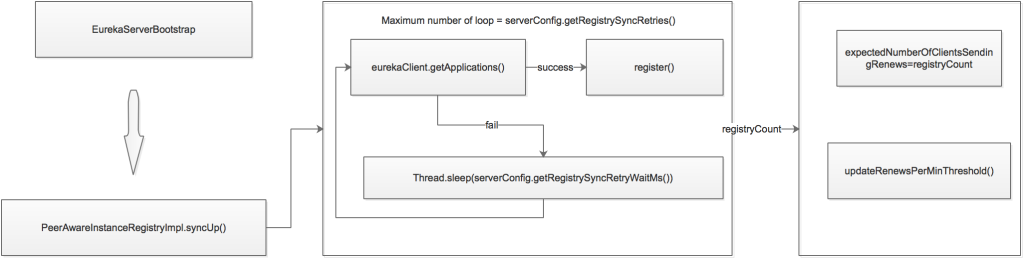 EurekaServerBootstrap
PeerAwareInstanceRegistryImpl.syncUp()
Maximum number of loop = serverConfig.getRegistrySyncRetries()
eurekaClient.getApplications()
success
register()
fail
Thread.sleep(serverConfig.getRegistrySyncRetryWaitMs())
registryCount
expectedNumberOfClientsSendin
gRenews=registryCount
updateRenewsPerMinThreshold()